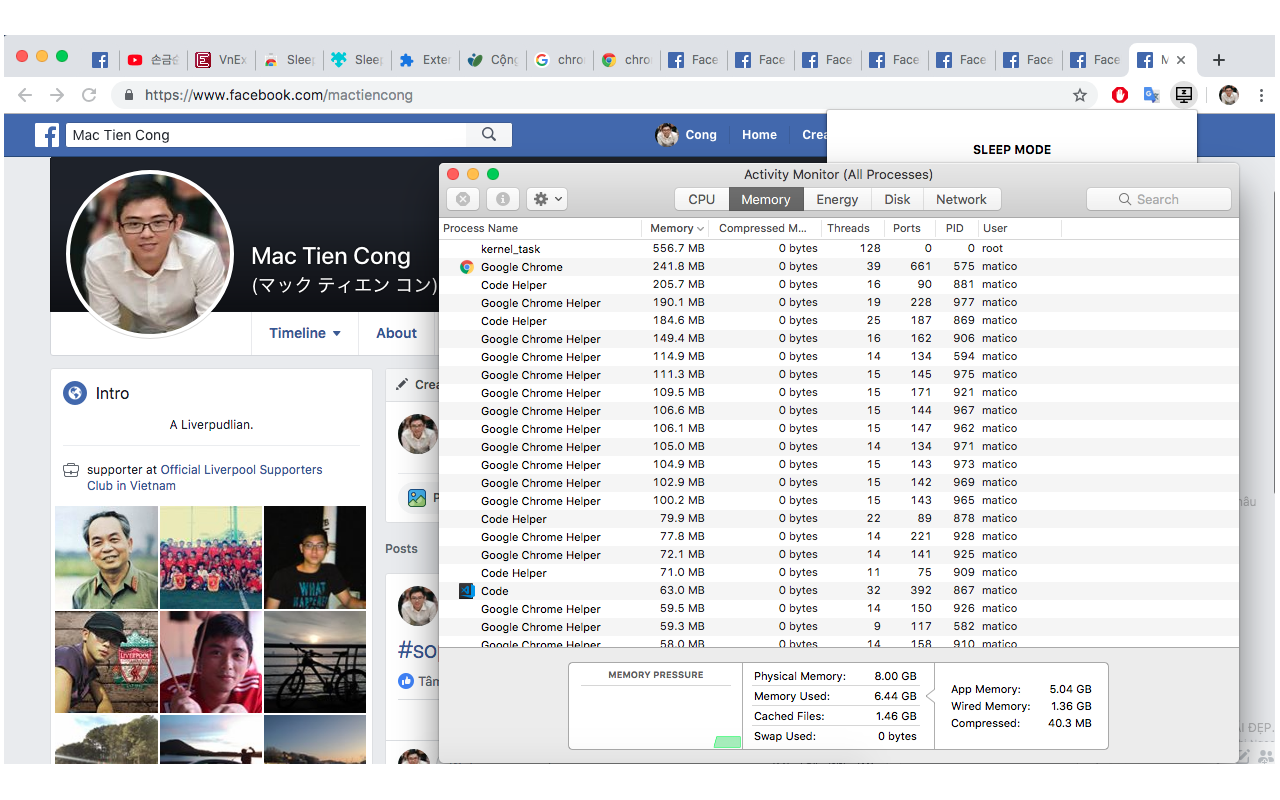 손금 VnEx Sleep Sleep Exter Cộng chro chro Face Face Face Face Face Face Face M
https://www.facebook.com/mactiencong
Mac Tien Cong
Cong Home Crea
SLEEP MODE
Mac Tien Cong
(マック ティエン コン)
Timeline About
Intro
A Liverpudlian.
supporter at Official Liverpool Supporters
Club in Vietnam
WHAT
LIVERPOOL
Crea
P
Posts
#sop
Tâm
Activity Monitor (All Processes)
CPU Memory Energy Disk Network Search
Process Name Memory Compressed M... Threads Ports PID User
kernel_task 556.7 MB 0 bytes 128 0 0 root
Google Chrome 241.8 MB 0 bytes 39 661 575 matico
Code Helper 205.7 MB 0 bytes 16 90 881 matico
Google Chrome Helper 190.1 MB 0 bytes 19 228 977 matico
Code Helper 184.6 MB 0 bytes 25 187 869 matico
Google Chrome Helper 149.4 MB 0 bytes 16 162 906 matico
Google Chrome Helper 114.9 MB 0 bytes 14 134 594 matico
Google Chrome Helper 111.3 MB 0 bytes 15 145 975 matico
Google Chrome Helper 109.5 MB 0 bytes 15 171 921 matico
Google Chrome Helper 106.6 MB 0 bytes 15 144 967 matico
Google Chrome Helper 106.1 MB 0 bytes 15 147 962 matico
Google Chrome Helper 105.0 MB 0 bytes 14 134 971 matico
Google Chrome Helper 104.9 MB 0 bytes 15 143 973 matico
Google Chrome Helper 102.9 MB 0 bytes 15 142 969 matico
Google Chrome Helper 100.2 MB 0 bytes 15 143 965 matico
Code Helper 79.9 MB 0 bytes 22 89 878 matico
Google Chrome Helper 77.8 MB 0 bytes 14 221 928 matico
Google Chrome Helper 72.1 MB 0 bytes 14 141 925 matico
Code Helper 71.0 MB 0 bytes 11 75 909 matico
Code 63.0 MB 0 bytes 32 392 867 matico
Google Chrome Helper 59.5 MB 0 bytes 14 150 926 matico
Google Chrome Helper 59.3 MB 0 bytes 9 117 582 matico
Google Chrome Helper 58.0 MB 0 bytes 14 158 910 matico
MEMORY PRESSURE
Physical Memory: 8.00 GB
Memory Used: 6.44 GB
Cached Files: 1.46 GB
Swap Used: 0 bytes
App Memory: 5.04 GB
Wired Memory: 1.36 GB
Compressed: 40.3 MB